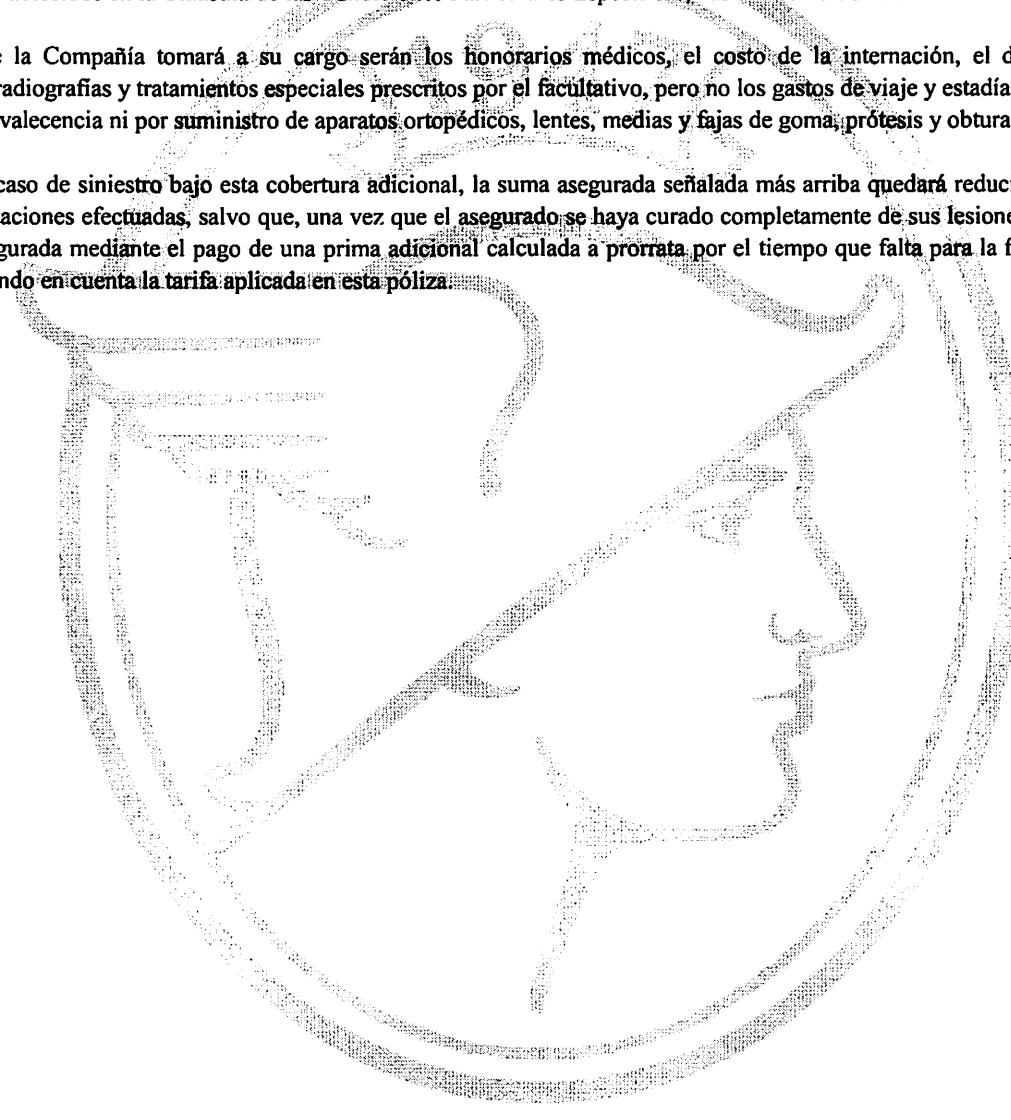 e la Compañía tomará a su cargo serán los honorarios médicos, el costo de la internación, el d
radiografías y tratamientos especiales prescritos por el facultativo, pero no los gastos de viaje y estadía
valecencia ni por suministro de aparatos ortopédicos, lentes, medias y fajas de goma, prótesis y obtura
caso de siniestro bajo esta cobertura adicional, la suma asegurada señalada más arriba quedará reduci
aciones efectuadas, salvo que, una vez que el asegurado se haya curado completamente de sus lesione
gurada mediante el pago de una prima adicional calculada a prorrata por el tiempo que falta para la f
ndo en cuenta la tarifa aplicada en esta póliza.